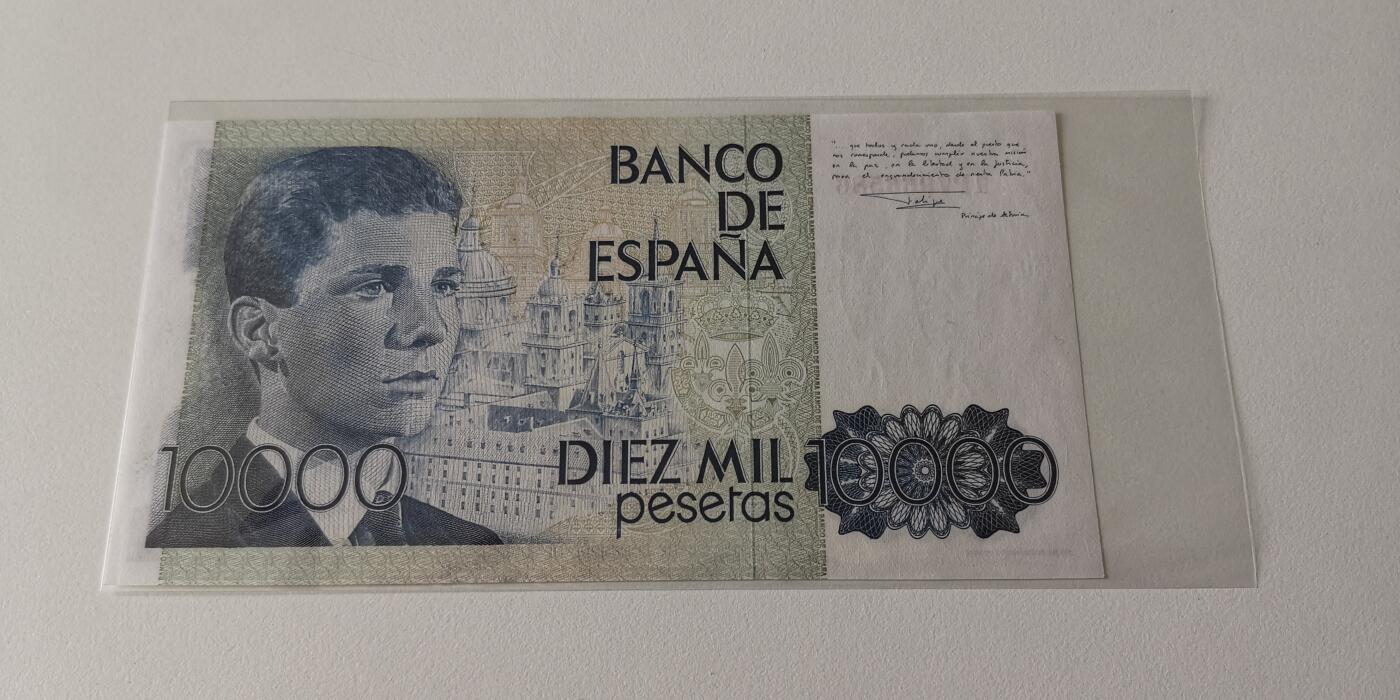 BANCO
DE
ESPAÑA
"... que todos y cada uno, desde el puesto que
nos corresponde, podamos cumplir nuestra misión
en la paz, en la libertad y en la justicia,
para el engrandecimiento de nuestra Patria."
Felipe
Príncipe de Asturias
10000
DIEZ MIL
pesetas
10000